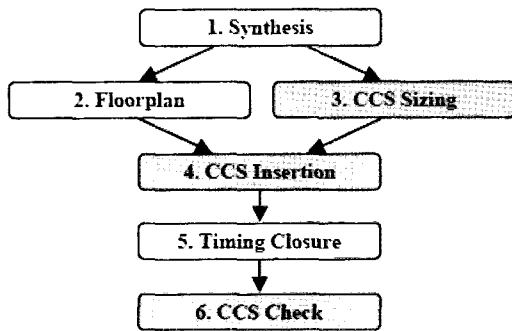 1. Synthesis
2. Floorplan
3. CCS Sizing
4. CCS Insertion
5. Timing Closure
6. CCS Check